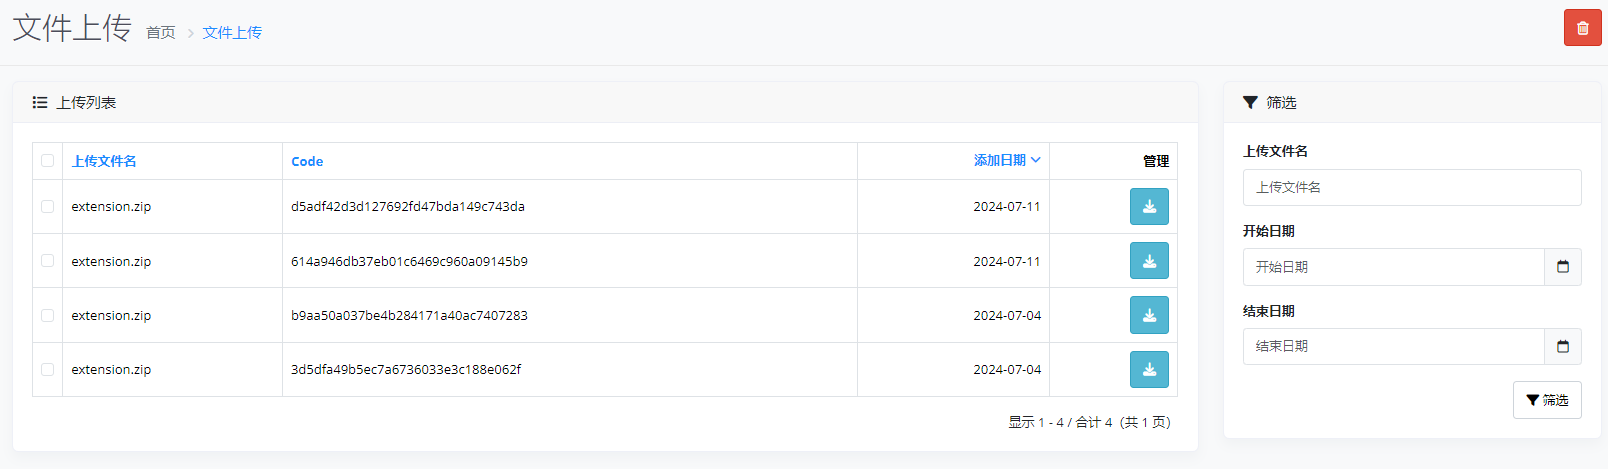 文件上传 首页 文件上传
上传列表
上传文件名 Code 添加日期 管理
extension.zip d5adf42d3d127692fd47bda149c743da 2024-07-11
extension.zip 614a946db37eb01c6469c960a09145b9 2024-07-11
extension.zip b9aa50a037be4b284171a40ac7407283 2024-07-04
extension.zip 3d5dfa49b5ec7a6736033e3c188e062f 2024-07-04
显示 1 - 4 / 合计 4（共 1 页）
筛选
上传文件名
上传文件名
开始日期
开始日期
结束日期
结束日期
筛选